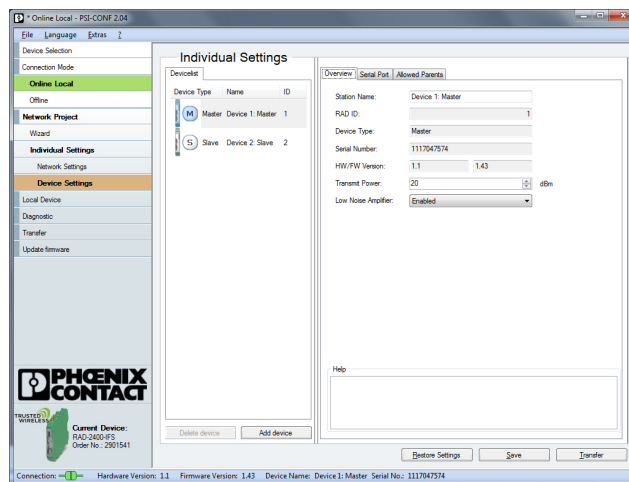 * Online Local - PSI-CONF 2.04
File Language Extras ?
Device Selection
Connection Mode
Online Local
Offline
Network Project
Wizard
Individual Settings
Network Settings
Device Settings
Local Device
Diagnostic
Transfer
Update firmware
PHŒNIX
CONTACT
TRUSTED
WIRELESS
Current Device:
RAD-2400-IFS
Order No.: 2901541
Individual Settings
Devicelist
Device Type Name ID
M Master Device 1: Master 1
S Slave Device 2: Slave 2
Delete device Add device
Overview Serial Port Allowed Parents
Station Name: Device 1: Master
RAD ID: 1
Device Type: Master
Serial Number: 1117047574
HW/FW Version: 1.1 1.43
Transmit Power: 20 dBm
Low Noise Amplifier: Enabled
Help
Restore Settings Save Transfer
Connection: Hardware Version: 1.1 Firmware Version: 1.43 Device Name: Device 1: Master Serial No.: 1117047574